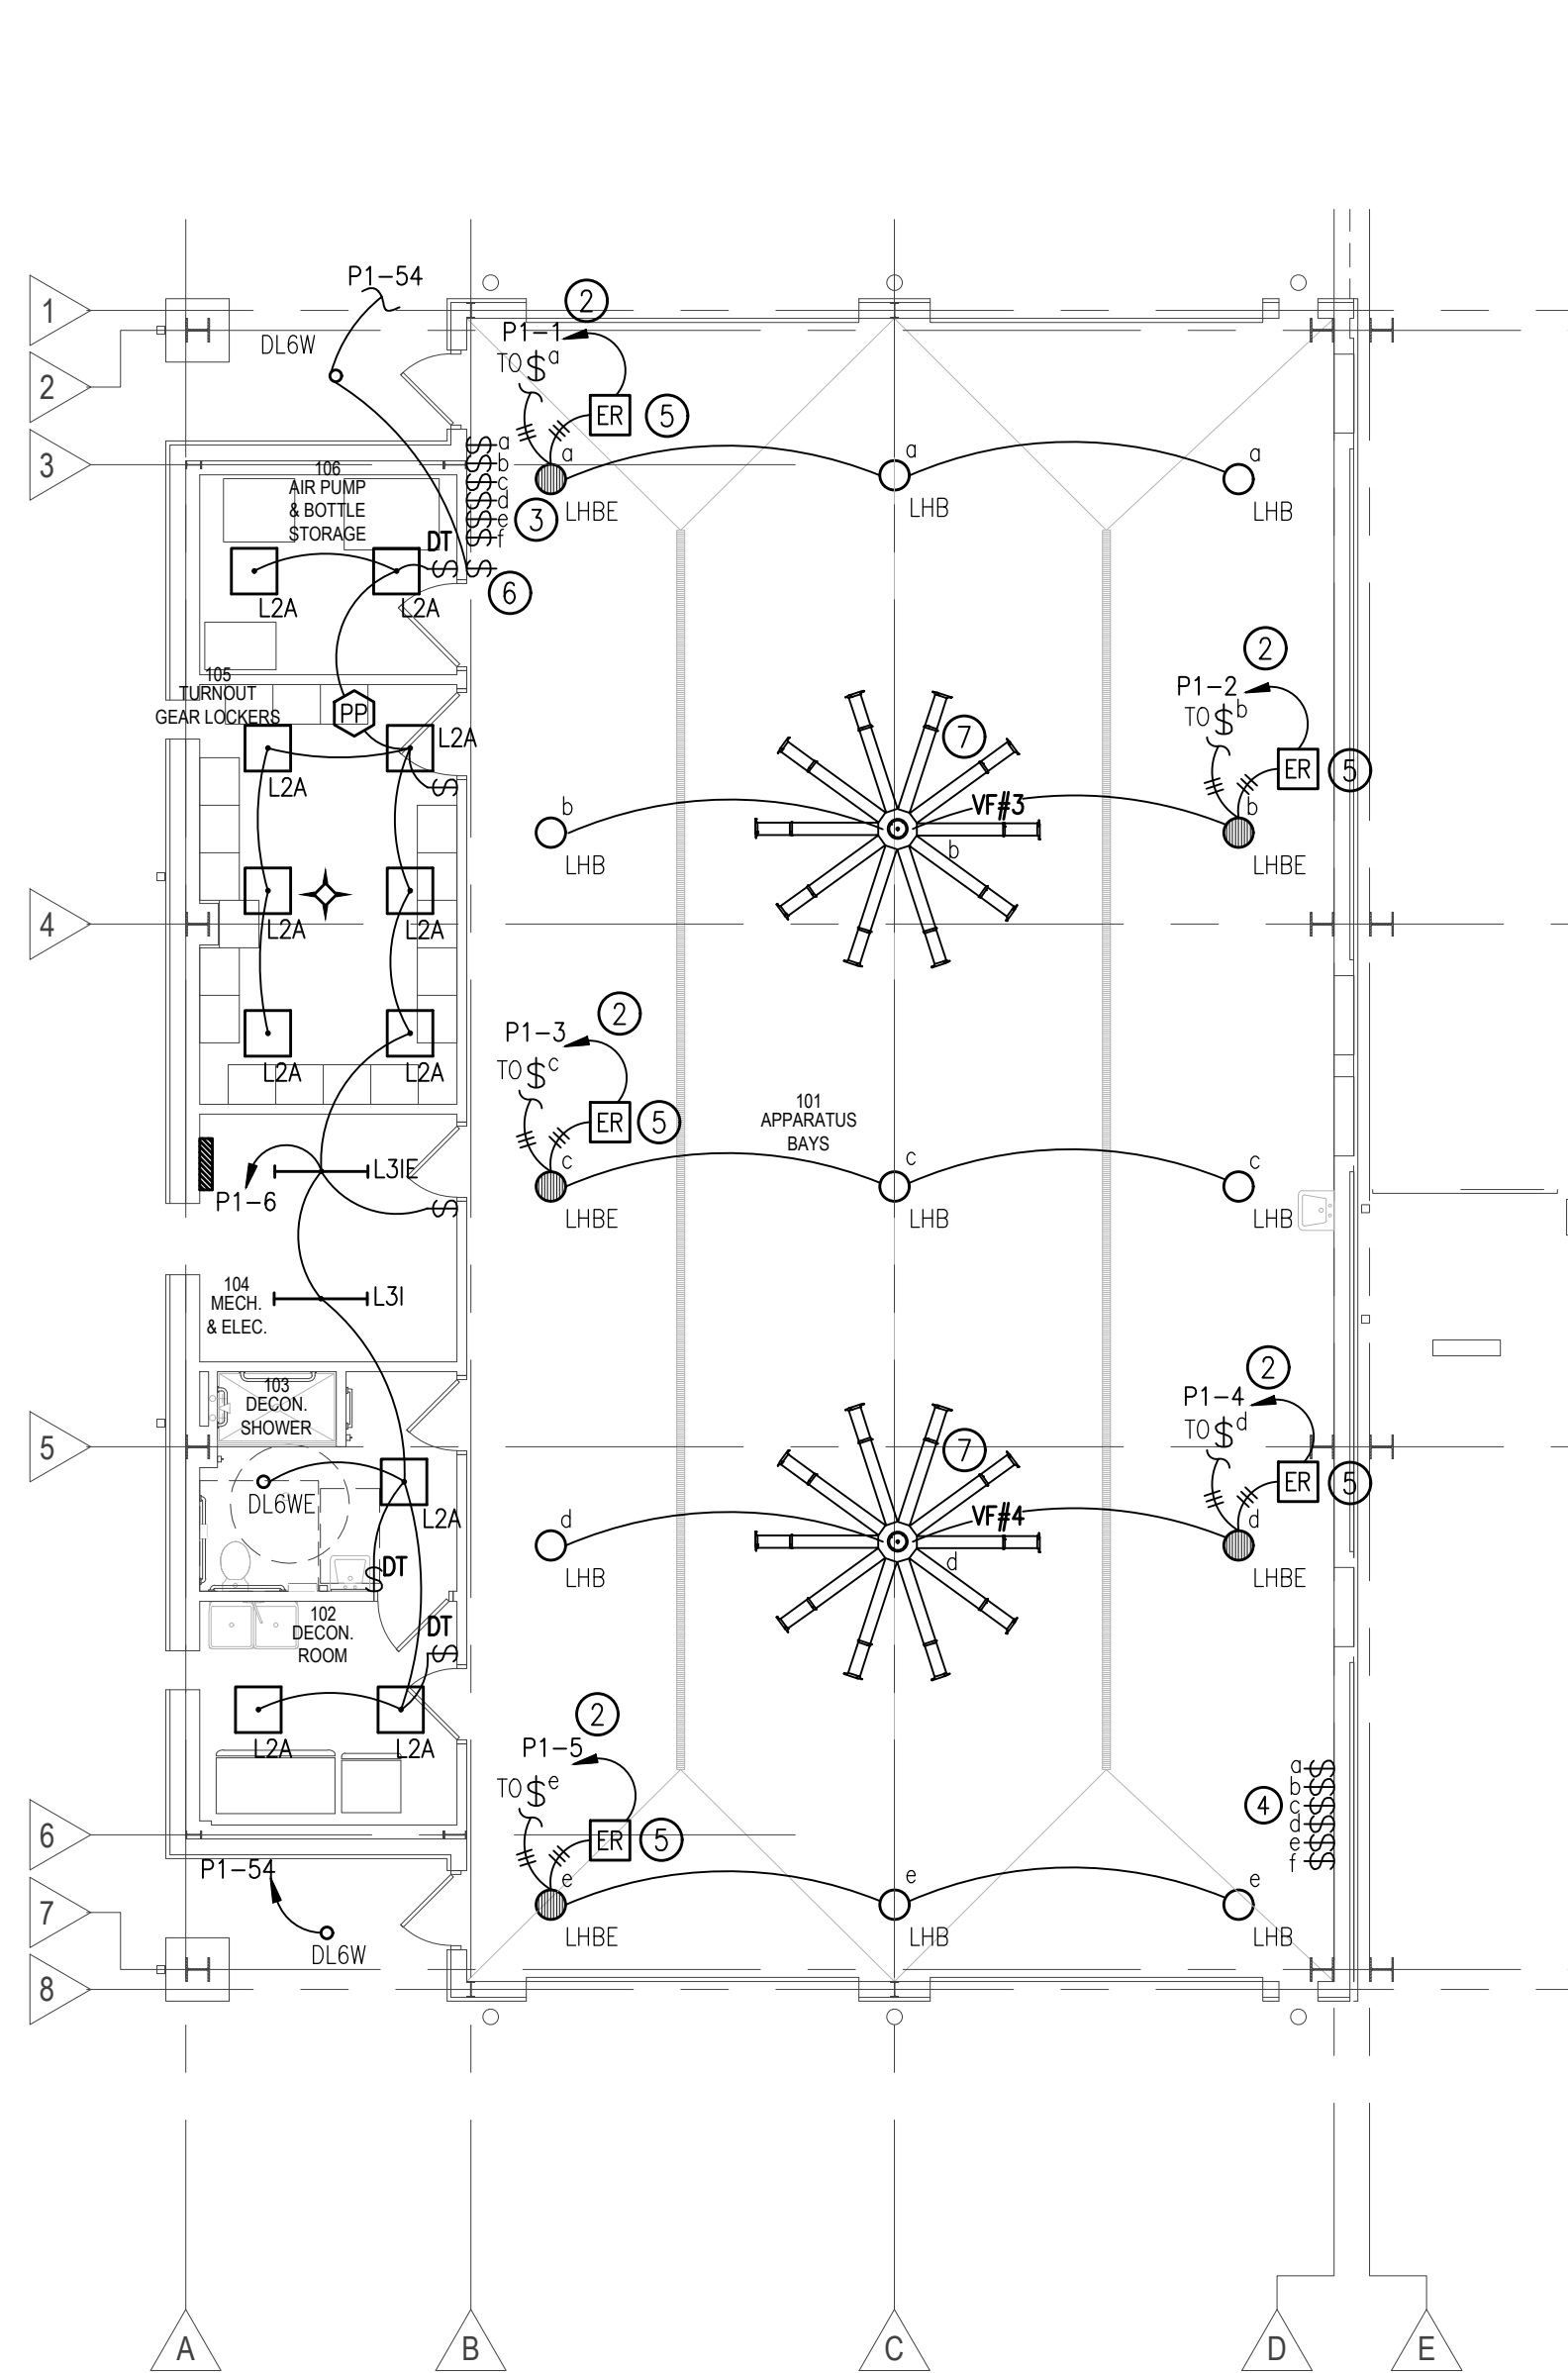 P1-54
2
1
P1-1
DL6W
TO $a
2
ER
5
a
3
a
a
a
b
106
AIR PUMP
& BOTTLE
STORAGE
c
d
e
f
3
LHBE
LHB
LHB
DT
$
$
6
L2A
L2A
2
105
TURNOUT
GEAR LOCKERS
P1-2
TO $b
PP
L2A
7
ER
5
L2A
$
b
VF#3
b
LHB
b
LHBE
L2A
L2A
4
2
P1-3
TO $c
L2A
L2A
ER
5
101
APPARATUS
BAYS
c
c
c
L3IE
P1-6
$
LHBE
LHB
LHB
104
MECH.
& ELEC.
L3I
2
103
DECON.
SHOWER
P1-4
TO $d
5
7
ER
5
DL6WE
L2A
d
VF#4
d
d
DT
$
LHB
LHBE
102
DECON.
ROOM
DT
$
2
L2A
L2A
P1-5
TO $e
a
b
c
d
e
f
4
6
ER
5
P1-54
e
e
e
7
DL6W
LHBE
LHB
LHB
8
A
B
C
D
E